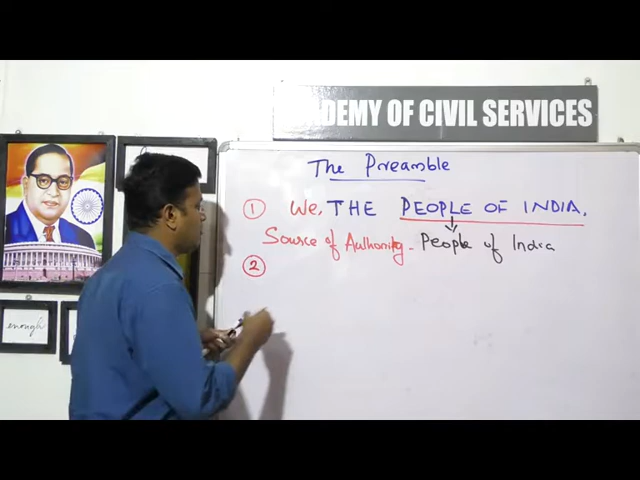 DEMY OF CIVIL SERVICES
The Preamble
1 We, THE PEOPLE OF INDIA.
Source of Authority - People of India
2
enough